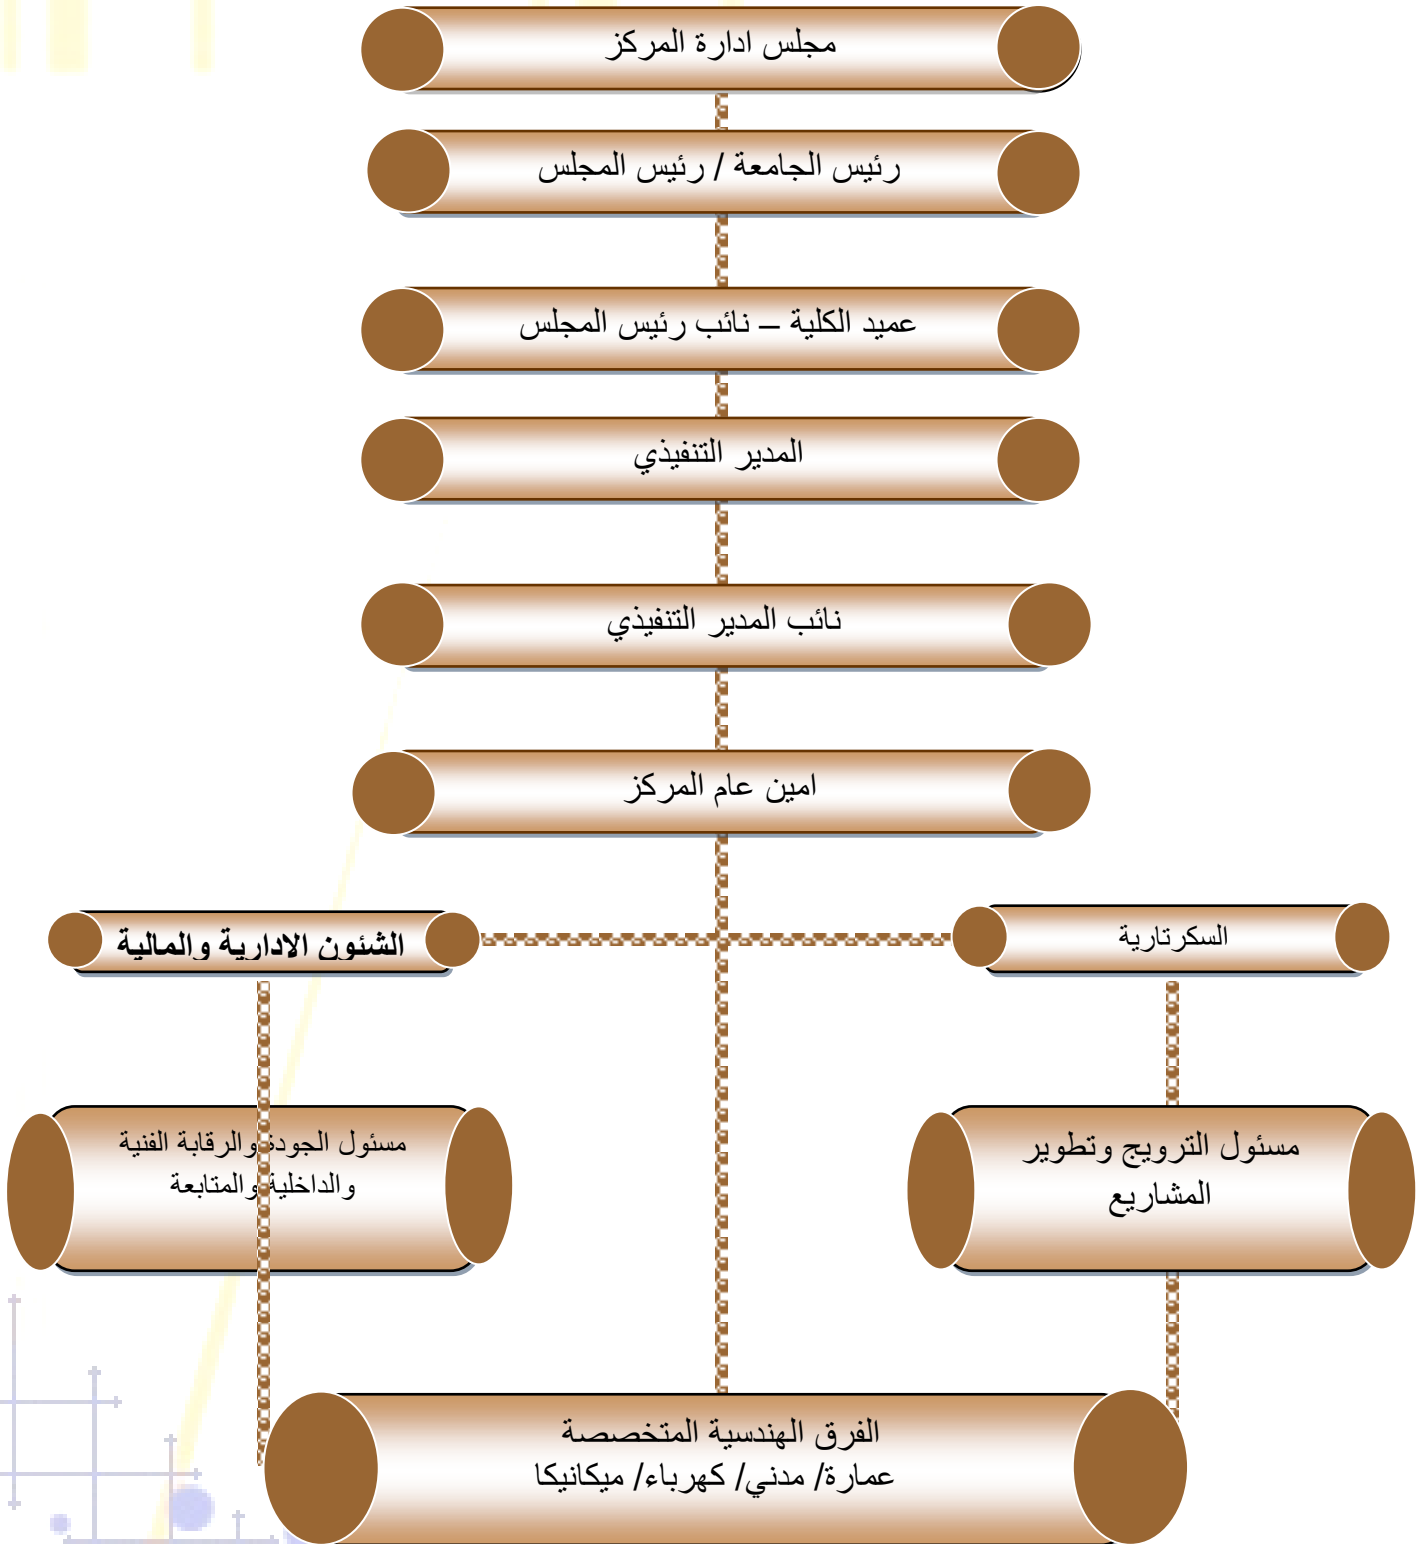 مجلس ادارة المركز
رئيس الجامعة / رئيس المجلس
عميد الكلية – نائب رئيس المجلس
المدير التنفيذي
نائب المدير التنفيذي
امين عام المركز
السكرتارية
الشئون الادارية والمالية
مسئول الترويج وتطوير
المشاريع
مسئول الجودة والرقابة الفنية
والداخلية والمتابعة
الفرق الهندسية المتخصصة
عمارة/ مدني/ كهرباء/ ميكانيكا